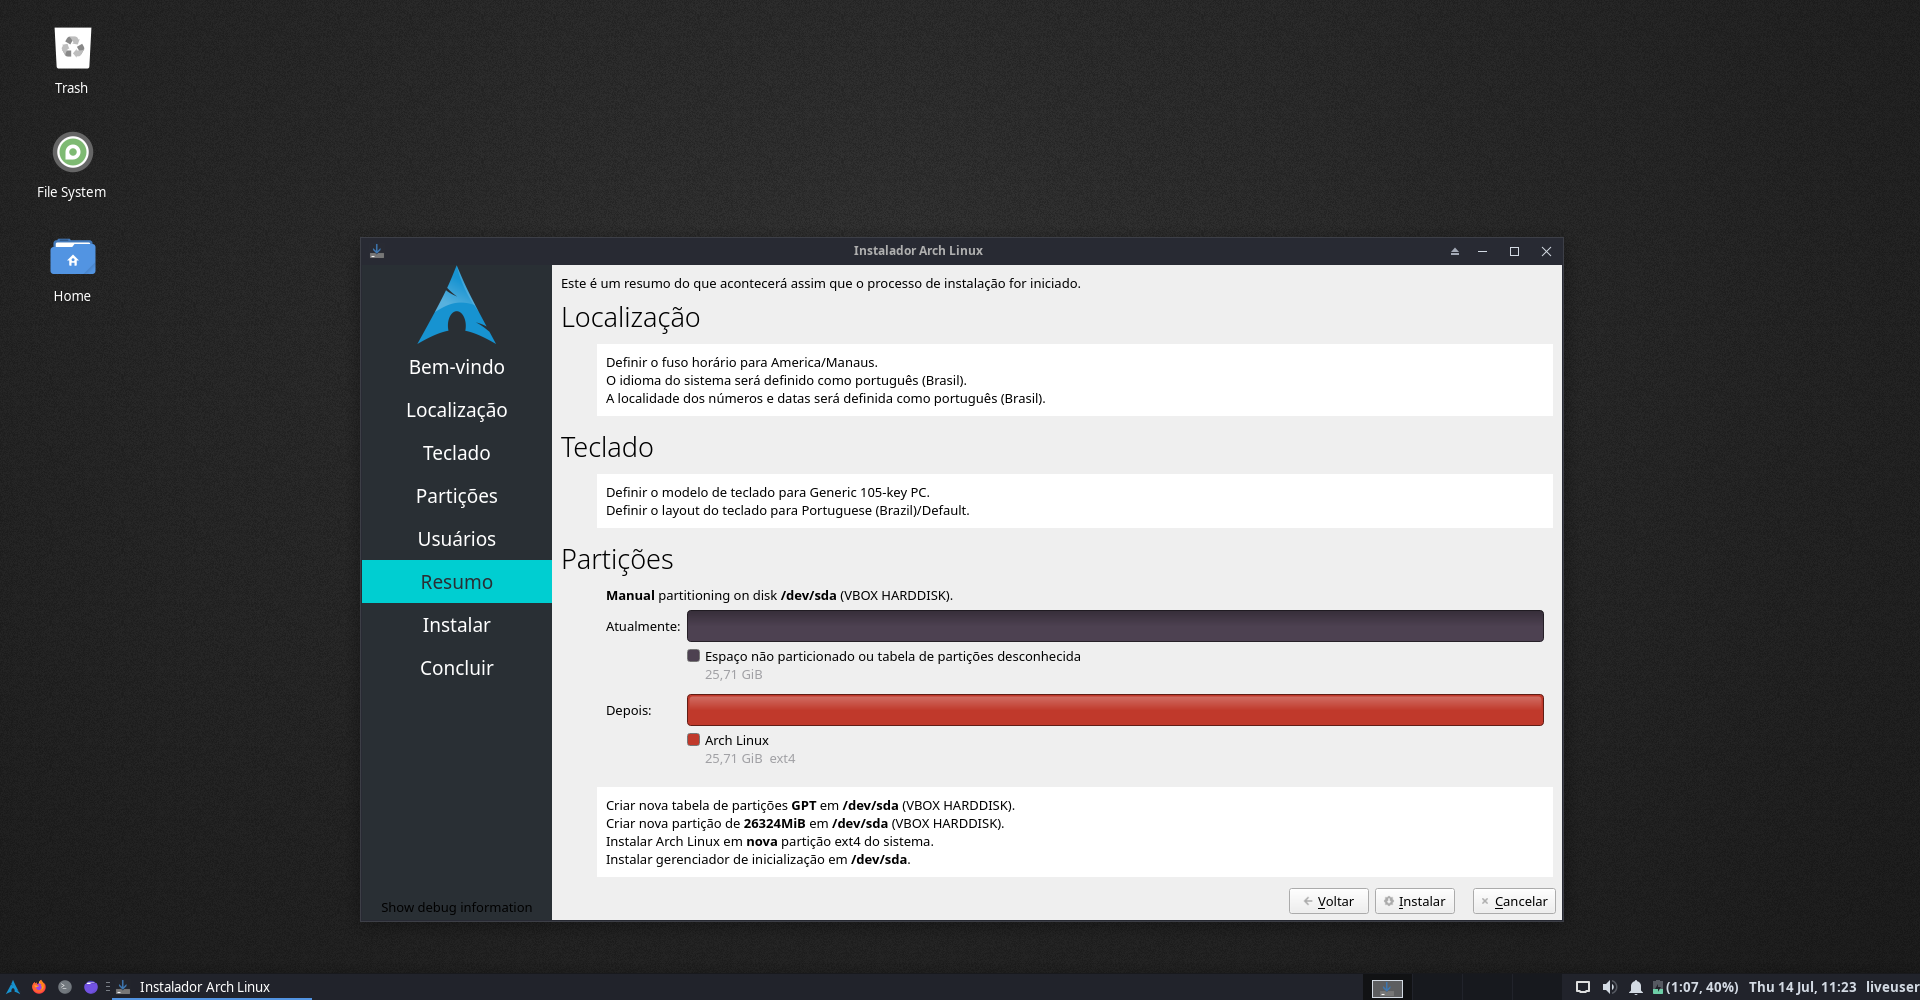 Trash
File System
Home
Instalador Arch Linux
Bem-vindo
Localização
Teclado
Partições
Usuários
Resumo
Instalar
Concluir
Show debug information
Este é um resumo do que acontecerá assim que o processo de instalação for iniciado.
Localização
Definir o fuso horário para America/Manaus.
O idioma do sistema será definido como português (Brasil).
A localidade dos números e datas será definida como português (Brasil).
Teclado
Definir o modelo de teclado para Generic 105-key PC.
Definir o layout do teclado para Portuguese (Brazil)/Default.
Partições
Manual partitioning on disk /dev/sda (VBOX HARDDISK).
Atualmente:
Espaço não particionado ou tabela de partições desconhecida
25,71 GiB
Depois:
Arch Linux
25,71 GiB ext4
Criar nova tabela de partições GPT em /dev/sda (VBOX HARDDISK).
Criar nova partição de 26324MiB em /dev/sda (VBOX HARDDISK).
Instalar Arch Linux em nova partição ext4 do sistema.
Instalar gerenciador de inicialização em /dev/sda.
Voltar
Instalar
Cancelar
Instalador Arch Linux
(1:07, 40%) Thu 14 Jul, 11:23 liveuser